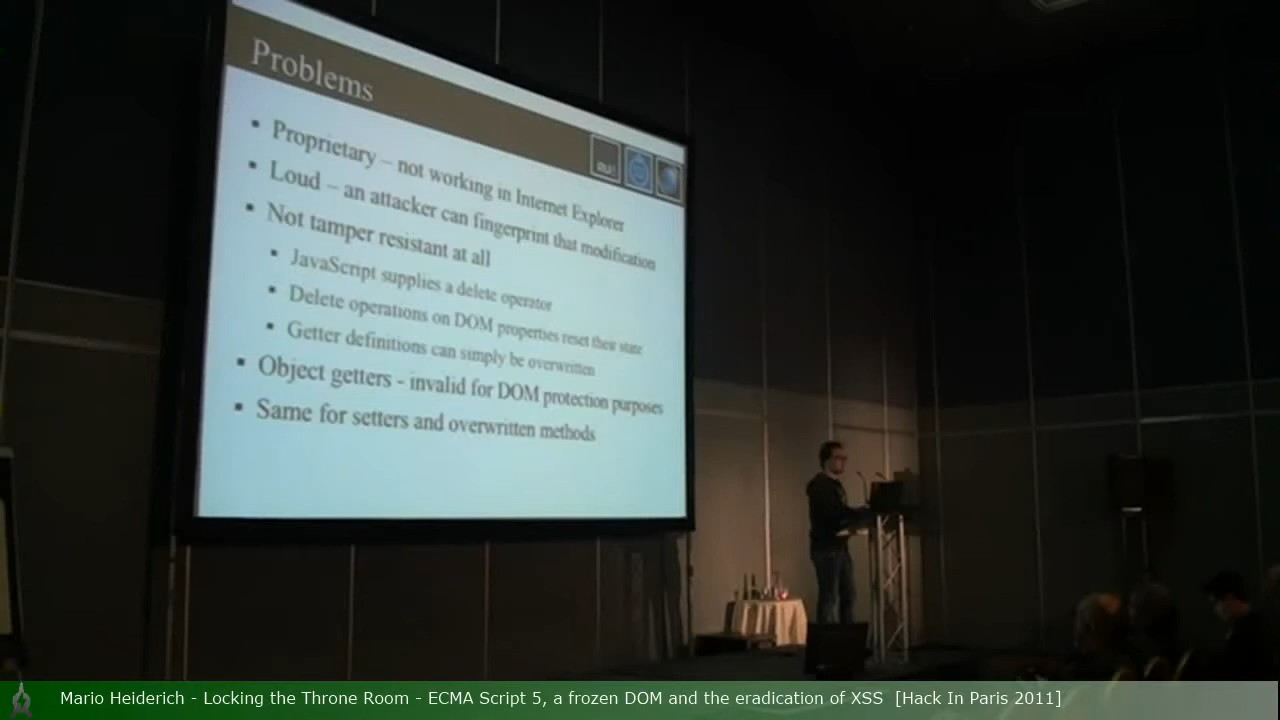 Problems
Proprietary – not working in Internet Explorer
Loud – an attacker can fingerprint that modification
Not tamper resistant at all
JavaScript supplies a delete operator
Delete operations on DOM properties reset their state
Getter definitions can simply be overwritten
Object getters - invalid for DOM protection purposes
Same for setters and overwritten methods
Mario Heiderich - Locking the Throne Room - ECMA Script 5, a frozen DOM and the eradication of XSS [Hack In Paris 2011]